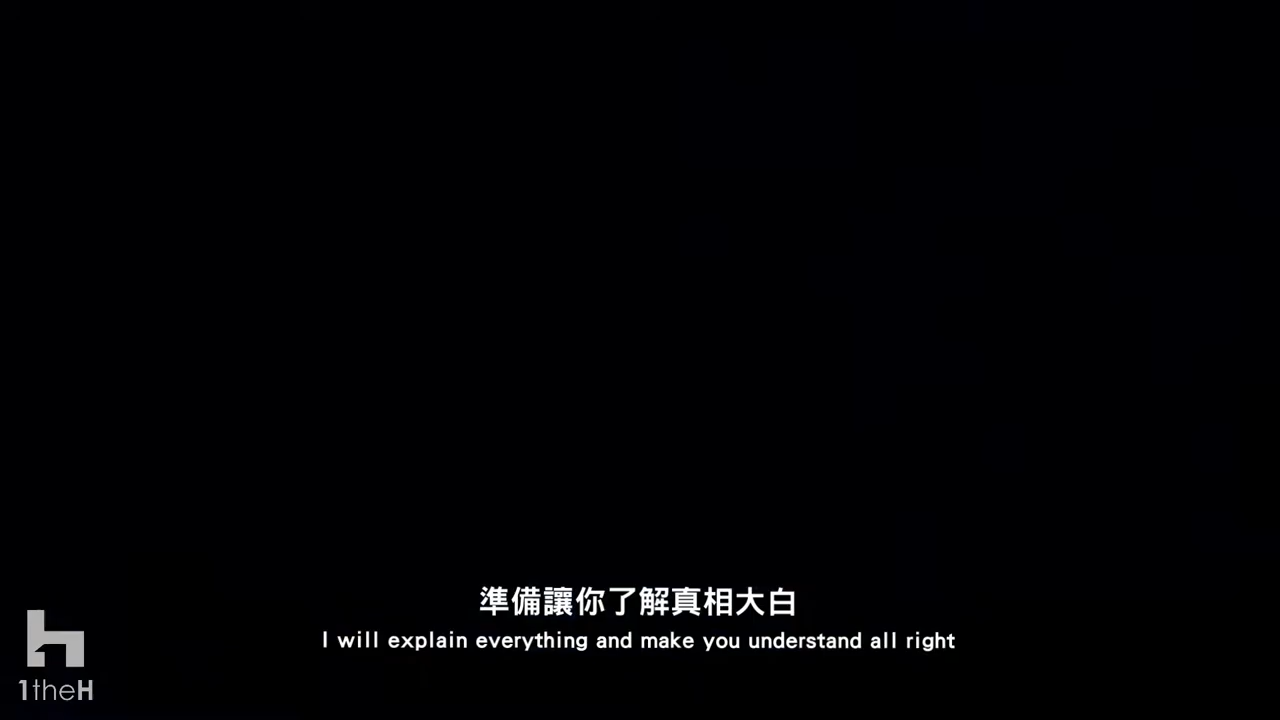 準備讓你了解真相大白
I will explain everything and make you understand all right
1theH